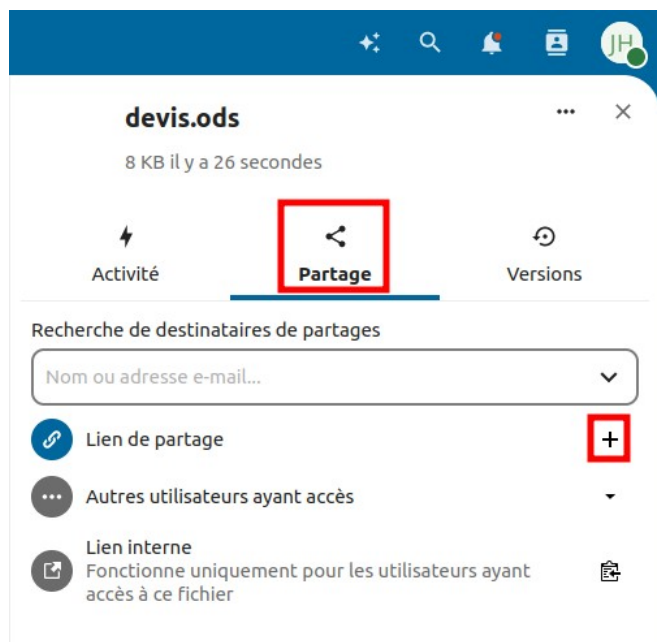 JH
devis.ods
8 KB il y a 26 secondes
Activité
Partage
Versions
Recherche de destinataires de partages
Nom ou adresse e-mail...
Lien de partage
Autres utilisateurs ayant accès
Lien interne
Fonctionne uniquement pour les utilisateurs ayant
accès à ce fichier